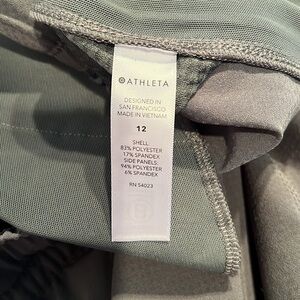 ATHLETA
DESIGNED IN
SAN FRANCISCO
MADE IN VIETNAM
12
SHELL:
83% POLYESTER
17% SPANDEX
SIDE PANELS:
94% POLYESTER
6% SPANDEX
RN 54023